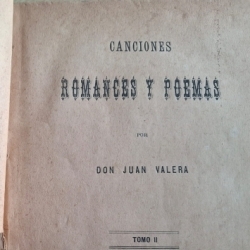 CANCIONES
ROMANCES Y POEMAS
POR
DON JUAN VALERA
TOMO II